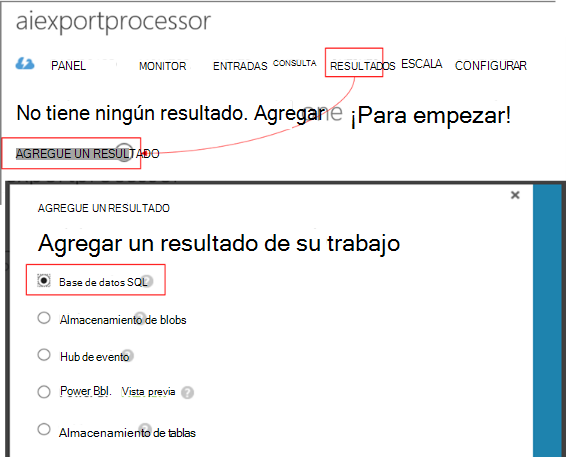 aiexportprocessor
PANEL MONITOR ENTRADAS CONSULTA RESULTADOS ESCALA CONFIGURAR
No tiene ningún resultado. Agregar one ¡Para empezar!
AGREGUE UN RESULTADO
AGREGUE UN RESULTADO
Agregar un resultado de su trabajo
Base de datos SQL
Almacenamiento de blobs
Hub de evento
Power BbI. Vista previa
Almacenamiento de tablas